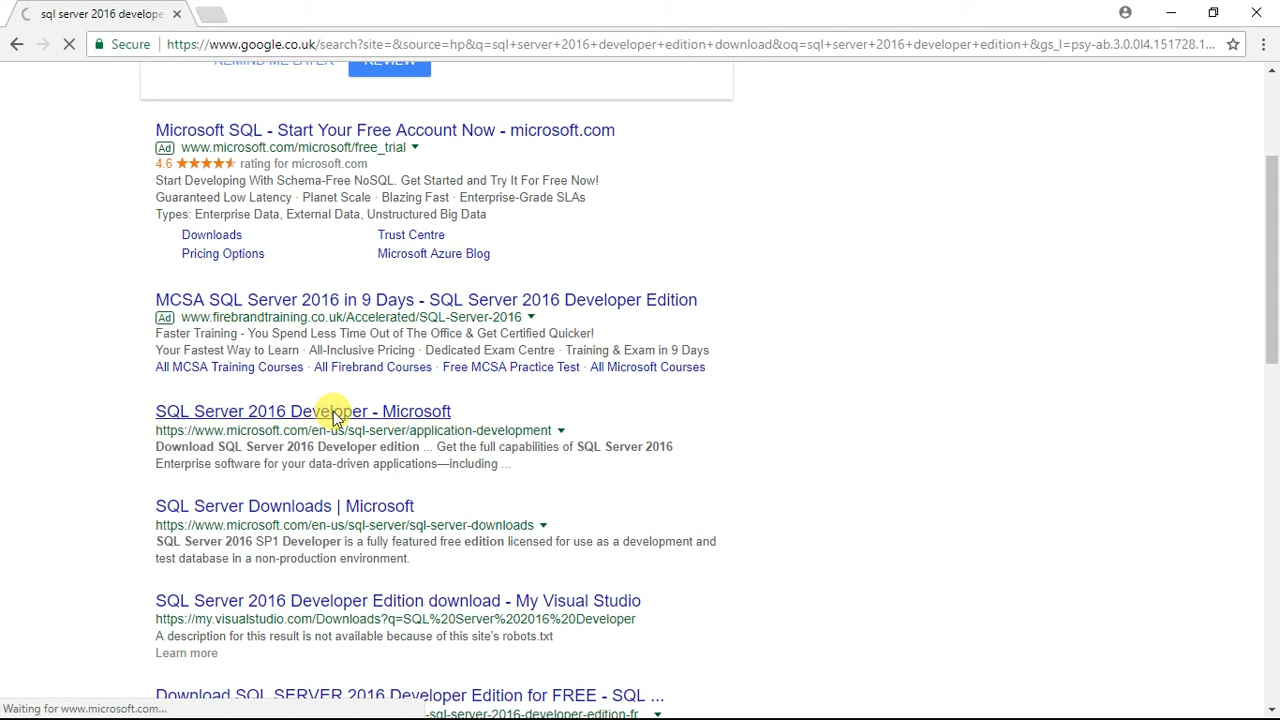 sql server 2016 develope
Secure https://www.google.co.uk/search?site=&source=hp&q=sql+server+2016+developer+edition+download&oq=sql+server+2016+developer+edition+&gs_l=psy-ab.3.0.0l4.151728.1...
REMIND ME LATER REVIEW
Microsoft SQL - Start Your Free Account Now - microsoft.com
Ad www.microsoft.com/microsoft/free_trial
4.6 rating for microsoft.com
Start Developing With Schema-Free NoSQL. Get Started and Try It For Free Now!
Guaranteed Low Latency · Planet Scale · Blazing Fast · Enterprise-Grade SLAs
Types: Enterprise Data, External Data, Unstructured Big Data
Downloads Trust Centre
Pricing Options Microsoft Azure Blog
MCSA SQL Server 2016 in 9 Days - SQL Server 2016 Developer Edition
Ad www.firebrandtraining.co.uk/Accelerated/SQL-Server-2016
Faster Training - You Spend Less Time Out of The Office & Get Certified Quicker!
Your Fastest Way to Learn · All-Inclusive Pricing · Dedicated Exam Centre · Training & Exam in 9 Days
All MCSA Training Courses · All Firebrand Courses · Free MCSA Practice Test · All Microsoft Courses
SQL Server 2016 Developer - Microsoft
https://www.microsoft.com/en-us/sql-server/application-development
Download SQL Server 2016 Developer edition ... Get the full capabilities of SQL Server 2016
Enterprise software for your data-driven applications—including ...
SQL Server Downloads | Microsoft
https://www.microsoft.com/en-us/sql-server/sql-server-downloads
SQL Server 2016 SP1 Developer is a fully featured free edition licensed for use as a development and
test database in a non-production environment.
SQL Server 2016 Developer Edition download - My Visual Studio
https://my.visualstudio.com/Downloads?q=SQL%20Server%202016%20Developer
A description for this result is not available because of this site's robots.txt
Learn more
Download SQL SERVER 2016 Developer Edition for FREE - SQL ...
Waiting for www.microsoft.com...
-sql-server-2016-developer-edition-fr